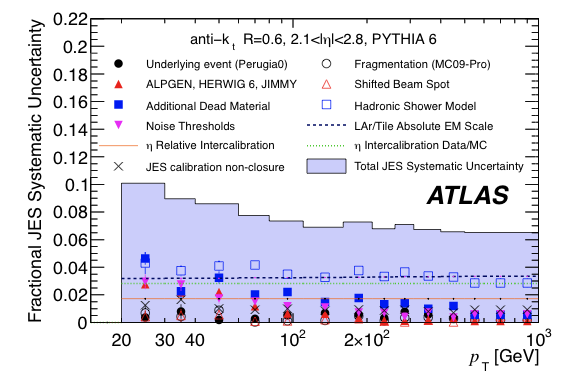 anti-k_t R=0.6, 2.1<|η|<2.8, PYTHIA 6
Underlying event (Perugia0)
Fragmentation (MC09-Pro)
ALPGEN, HERWIG 6, JIMMY
Shifted Beam Spot
Additional Dead Material
Hadronic Shower Model
Noise Thresholds
LAr/Tile Absolute EM Scale
η Relative Intercalibration
η Intercalibration Data/MC
JES calibration non-closure
Total JES Systematic Uncertainty
ATLAS
Fractional JES Systematic Uncertainty
0.22
0.2
0.18
0.16
0.14
0.12
0.1
0.08
0.06
0.04
0.02
0
20 30 40 10² 2×10² 10³
p_T [GeV]